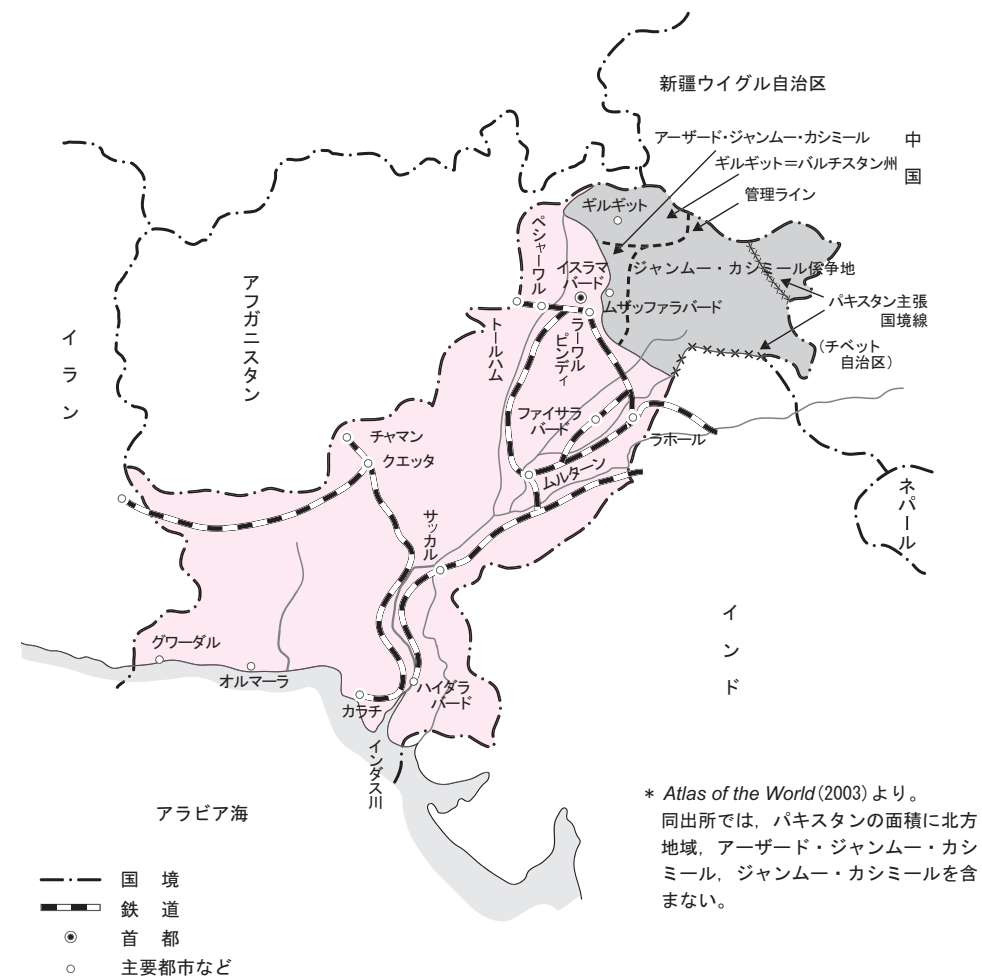 新疆ウイグル自治区
アーザード・ジャンムー・カシミール
中国
ギルギット=バルチスタン州
管理ライン
ギルギット
ペシャーワル
イスラマ
バード
ジャンムー・カシミール係争地
ムザッファラバード
パキスタン主張
国境線
(チベット
自治区)
アフガニスタン
イラン
トールハム
ラーワル
ピンディ
ファイサラ
バード
ラホール
チャマン
クエッタ
ムルターン
サッカル
ネパール
インド
グワーダル
オルマーラ
カラチ
ハイダラ
バード
インダス川
アラビア海
* Atlas of the World(2003)より。
同出所では,パキスタンの面積に北方
地域,アーザード・ジャンムー・カシ
ミール,ジャンムー・カシミールを含
まない。
国 境
鉄 道
首 都
主要都市など